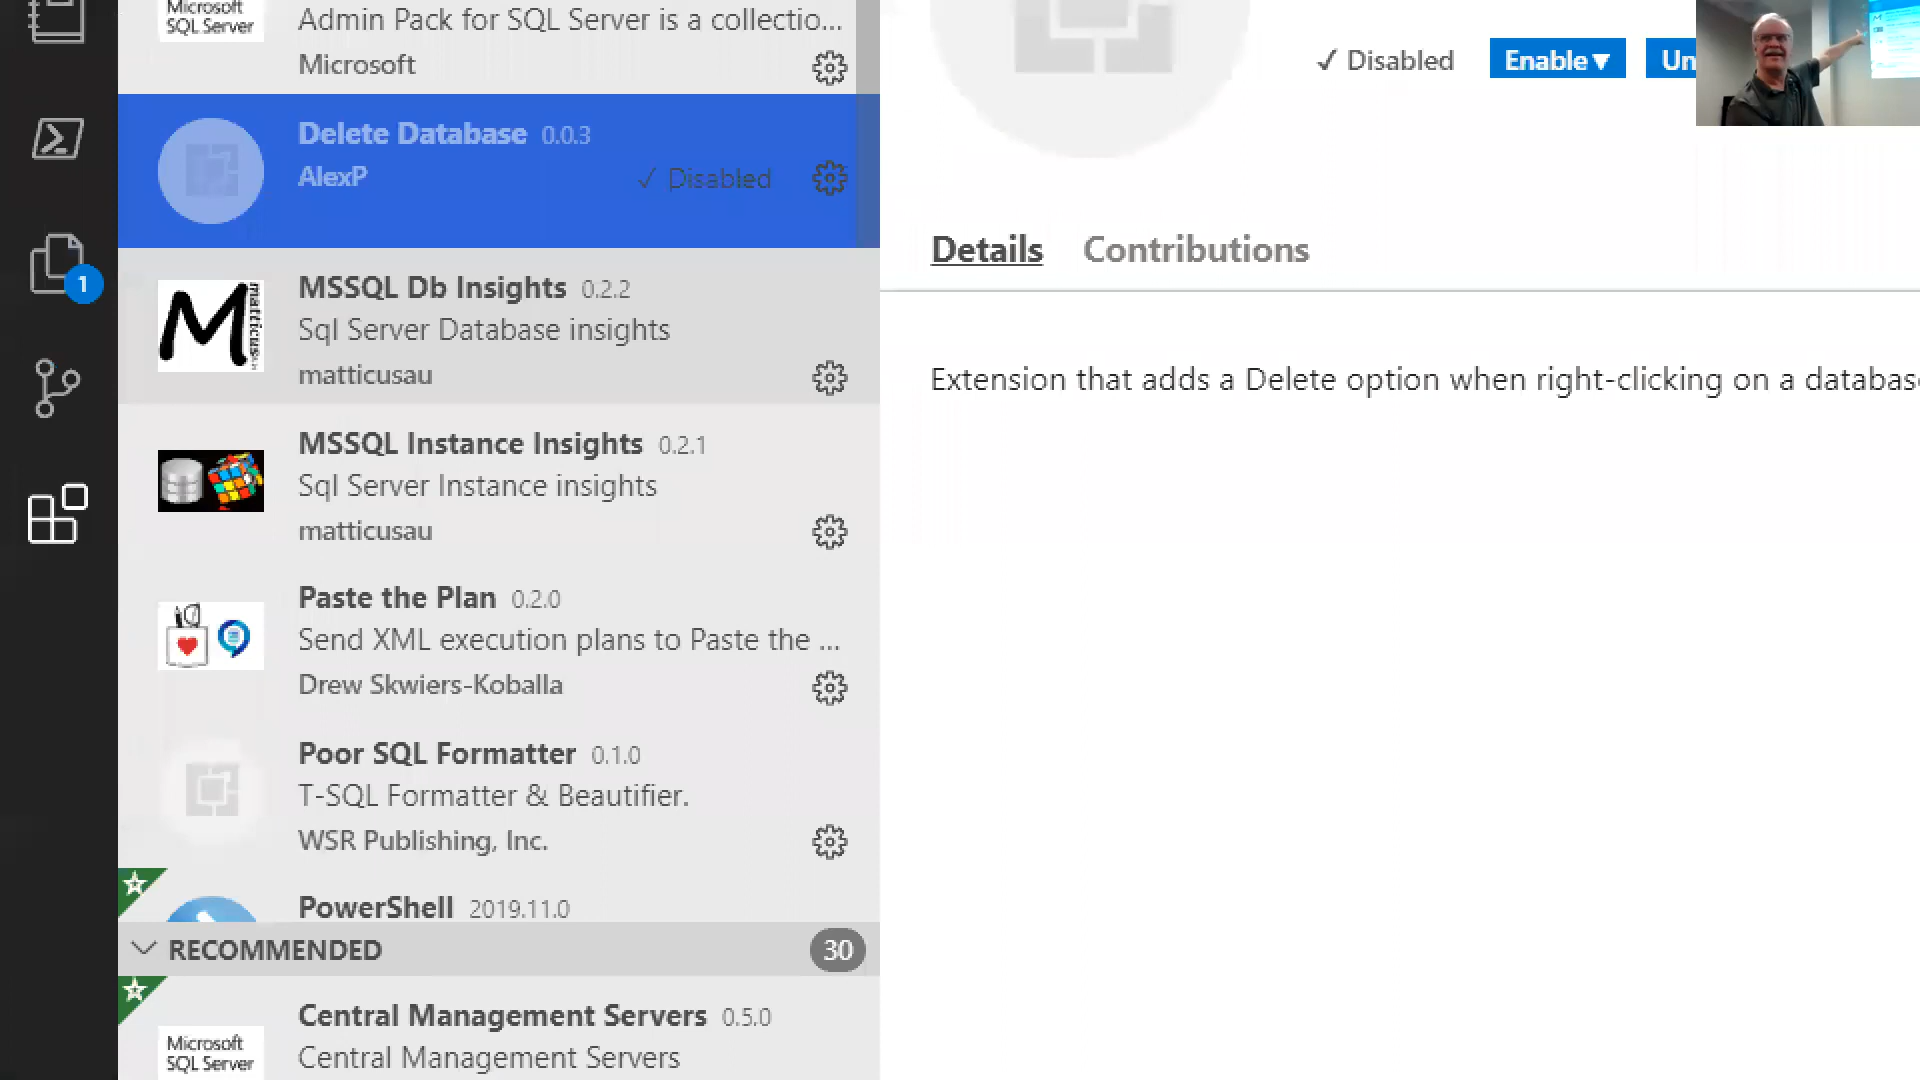 Microsoft
SQL Server
Admin Pack for SQL Server is a collectio...
Microsoft
Delete Database 0.0.3
AlexP
✓ Disabled
MSSQL Db Insights 0.2.2
Sql Server Database insights
matticusau
matticusau
MSSQL Instance Insights 0.2.1
Sql Server Instance insights
matticusau
Paste the Plan 0.2.0
Send XML execution plans to Paste the ...
Drew Skwiers-Koballa
Poor SQL Formatter 0.1.0
T-SQL Formatter & Beautifier.
WSR Publishing, Inc.
PowerShell 2019.11.0
RECOMMENDED 30
Central Management Servers 0.5.0
Central Management Servers
Microsoft
SQL Server
1
✓ Disabled
Enable▼
Un
Details Contributions
Extension that adds a Delete option when right-clicking on a databas